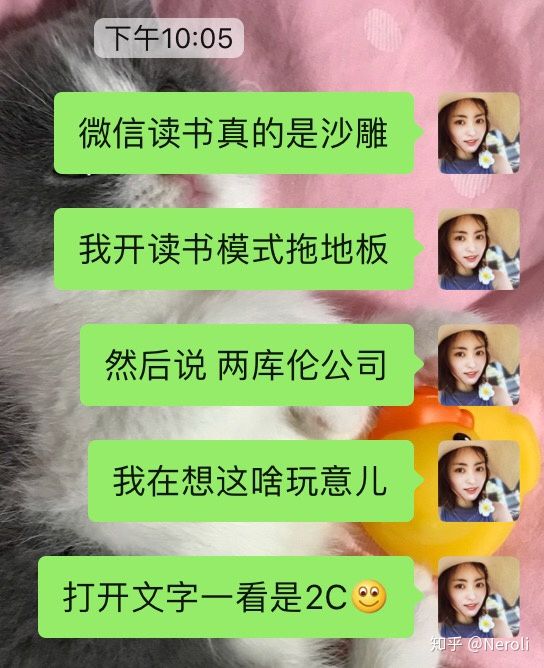 下午10:05
微信读书真的是沙雕
我开读书模式拖地板
然后说 两库伦公司
我在想这啥玩意儿
打开文字一看是2C
知乎 @Neroli